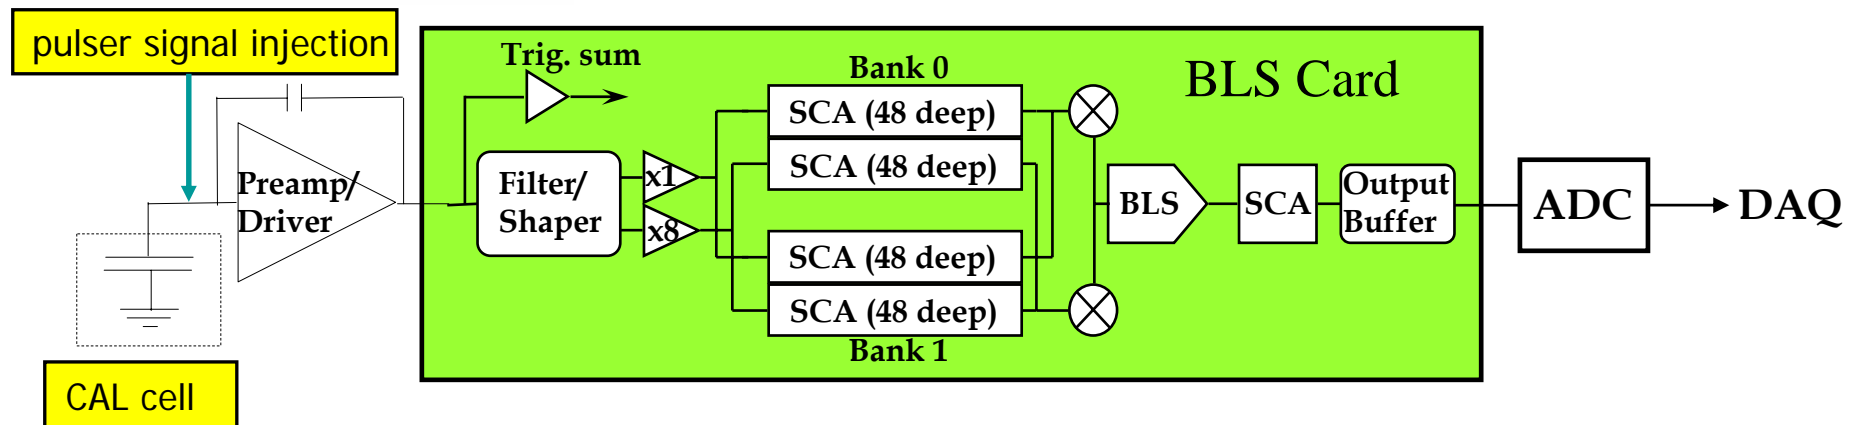 pulser signal injection
Trig. sum
Bank 0
BLS Card
SCA (48 deep)
SCA (48 deep)
Preamp/
Driver
Filter/
Shaper
x1
x8
BLS
SCA
Output
Buffer
ADC
DAQ
SCA (48 deep)
SCA (48 deep)
Bank 1
CAL cell